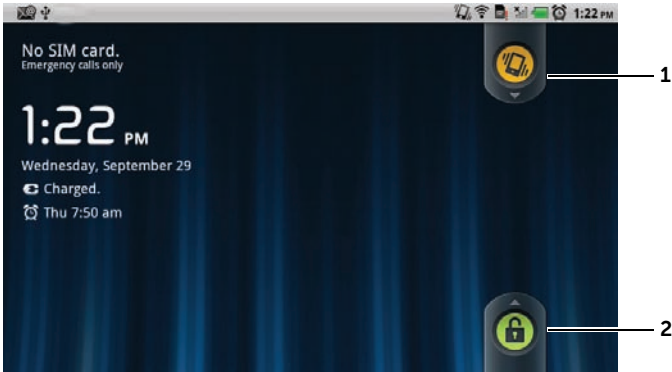 1:22 PM
No SIM card.
Emergency calls only
1
1:22 PM
Wednesday, September 29
Charged.
Thu 7:50 am
2